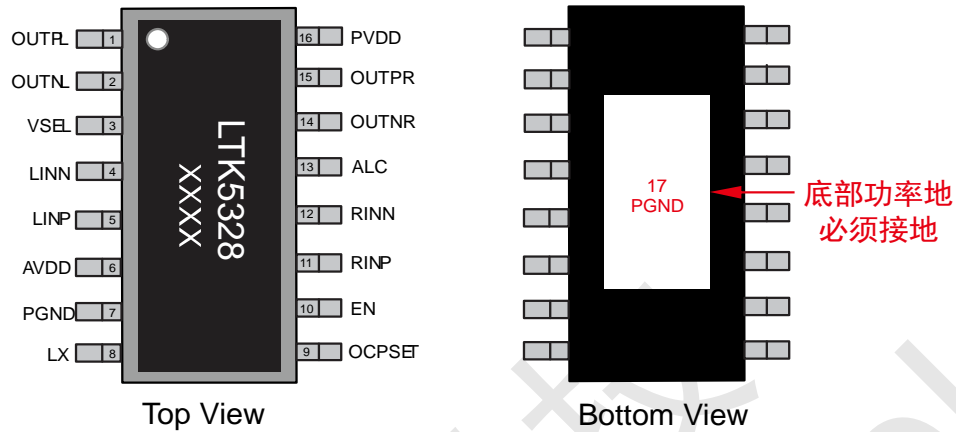 OUTPL 1
OUTNL 2
VSEL 3
LINN 4
LINP 5
AVDD 6
PGND 7
LX 8
16 PVDD
15 OUTPR
14 OUTNR
13 ALC
12 RINN
11 RINP
10 EN
9 OCPSET
LTK5328
XXXX
Top View
17
PGND
底部功率地
必须接地
Bottom View